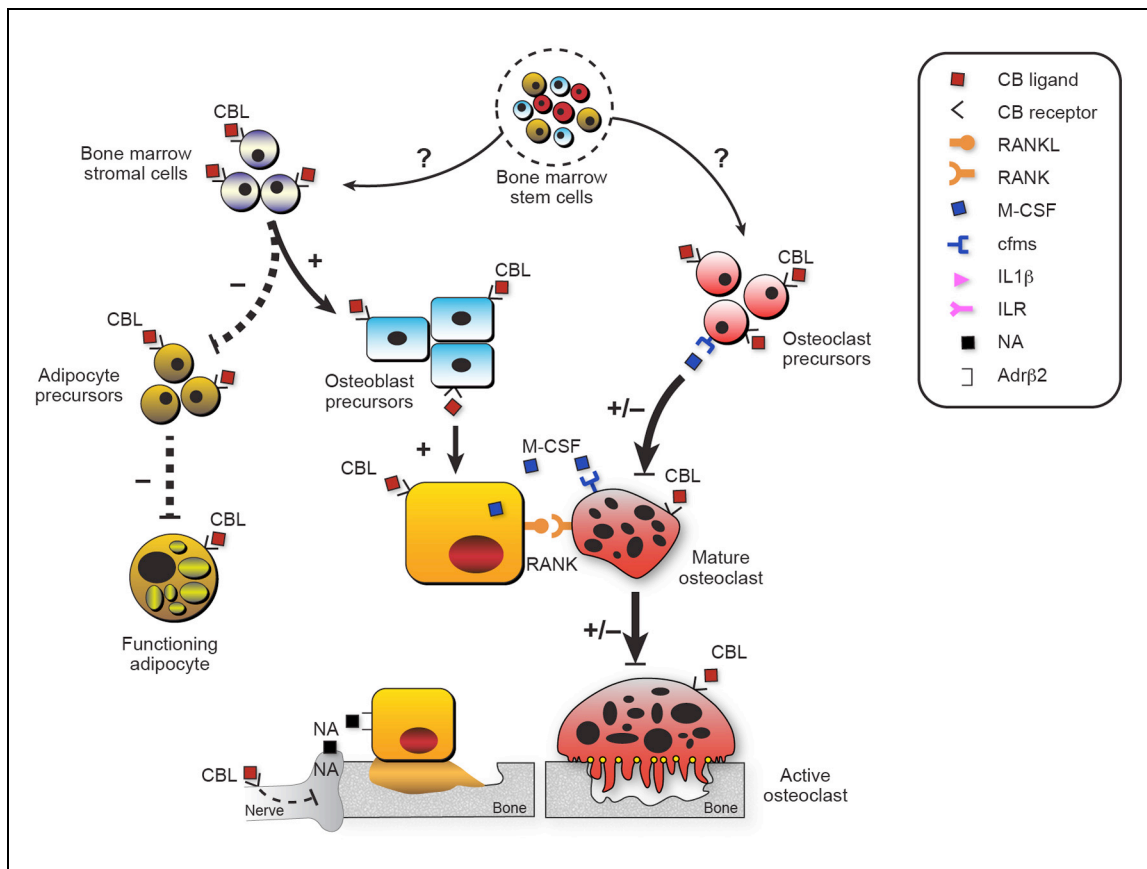 CBL
Bone marrow
stromal cells
?
Bone marrow
stem cells
?
CB ligand
CB receptor
RANKL
RANK
M-CSF
cfms
IL1β
ILR
NA
Adrβ2
–
+
CBL
Adipocyte
precursors
CBL
Osteoblast
precursors
CBL
Osteoclast
precursors
–
+
+/–
CBL
M-CSF
CBL
RANK
Mature
osteoclast
CBL
Functioning
adipocyte
+/–
CBL
NA
NA
CBL
Nerve
Bone
Bone
Active
osteoclast